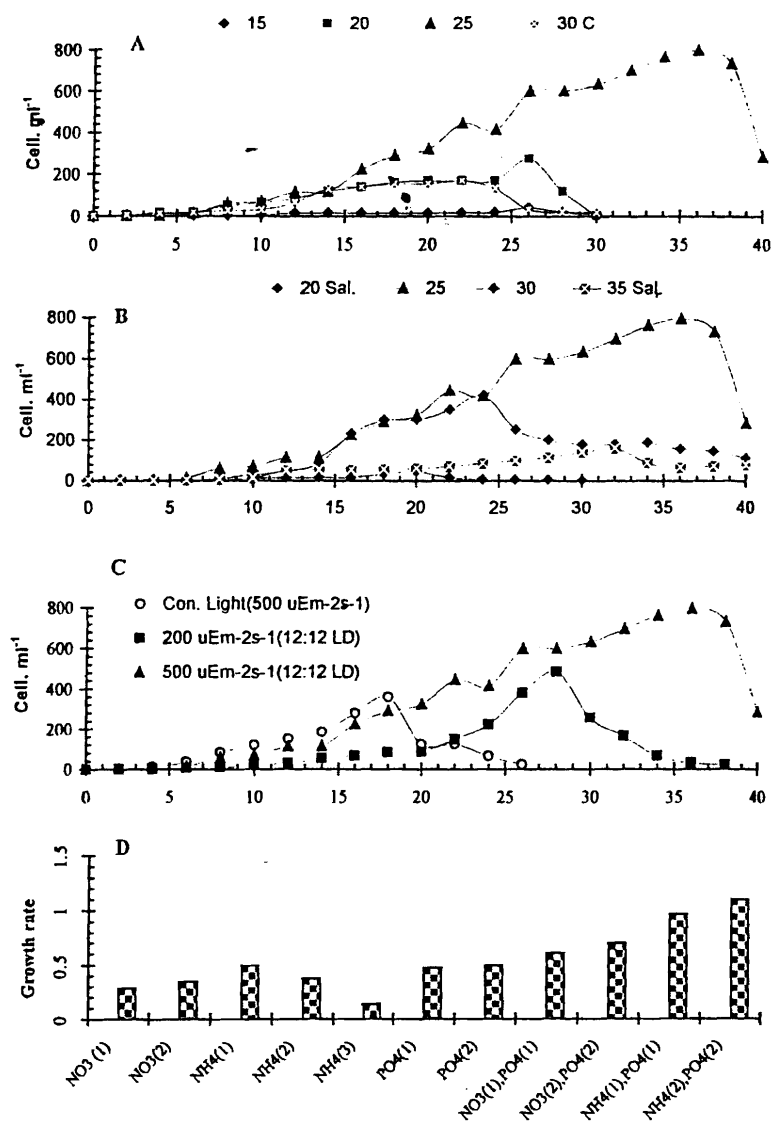 A
15 20 25 30 C
800
600
400
200
0
Cell. ml-1
0 5 10 15 20 25 30 35 40
B
20 Sal. 25 30 35 Sal.
800
600
400
200
0
Cell. ml-1
0 5 10 15 20 25 30 35 40
C
Con. Light(500 uEm-2s-1)
200 uEm-2s-1(12:12 LD)
500 uEm-2s-1(12:12 LD)
800
600
400
200
0
Cell. ml-1
0 5 10 15 20 25 30 35 40
D
1.5
1
0.5
0
Growth rate
NO3 (1)
NO3(2)
NH4(1)
NH4(2)
NH4(3)
PO4(1)
PO4(2)
NO3(1),PO4(1)
NO3(2),PO4(2)
NH4(1),PO4(1)
NH4(2),PO4(2)